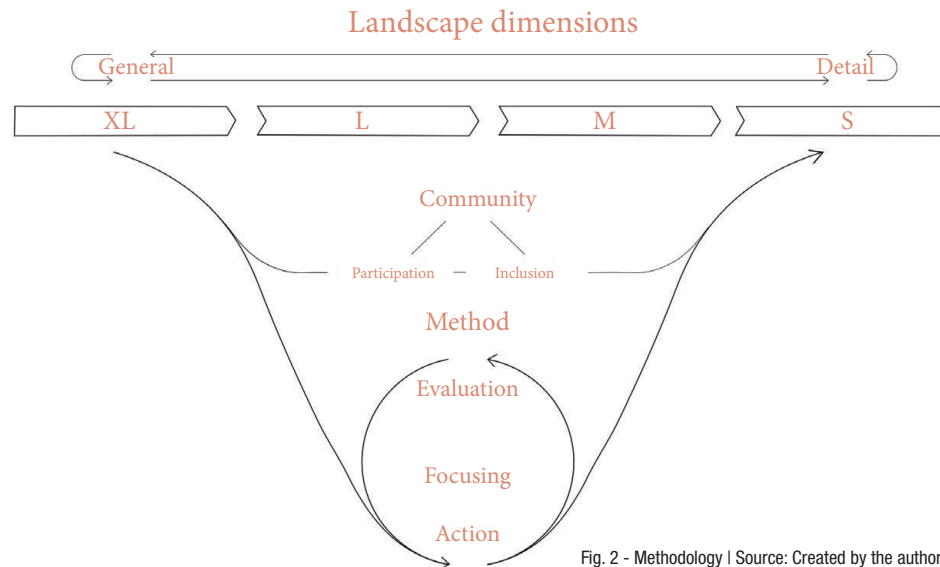 Landscape dimensions
General Detail
XL L M S
Community
Participation Inclusion
Method
Evaluation
Focusing
Action
Fig. 2 - Methodology | Source: Created by the author